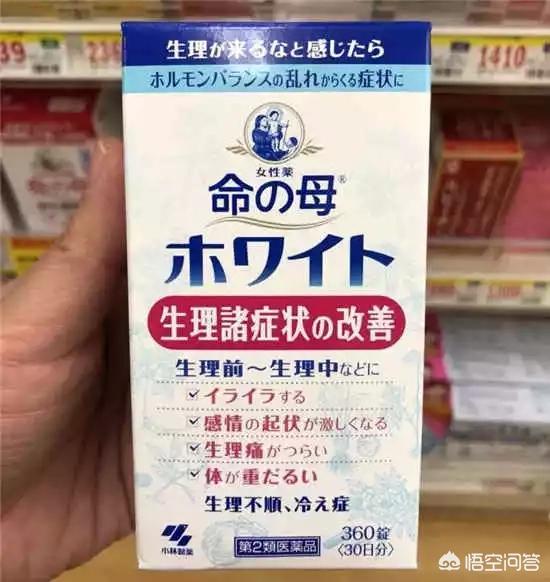 生理が来るなと感じたら
ホルモンバランスの乱れからくる症状に
女性薬
命の母®
ホワイト
生理諸症状の改善
生理前〜生理中などに
イライラする
感情の起伏が激しくなる
生理痛がつらい
体が重だるい
生理不順、冷え症
小林製薬
第2類医薬品
360錠
〈30日分〉
1410
悟空问答